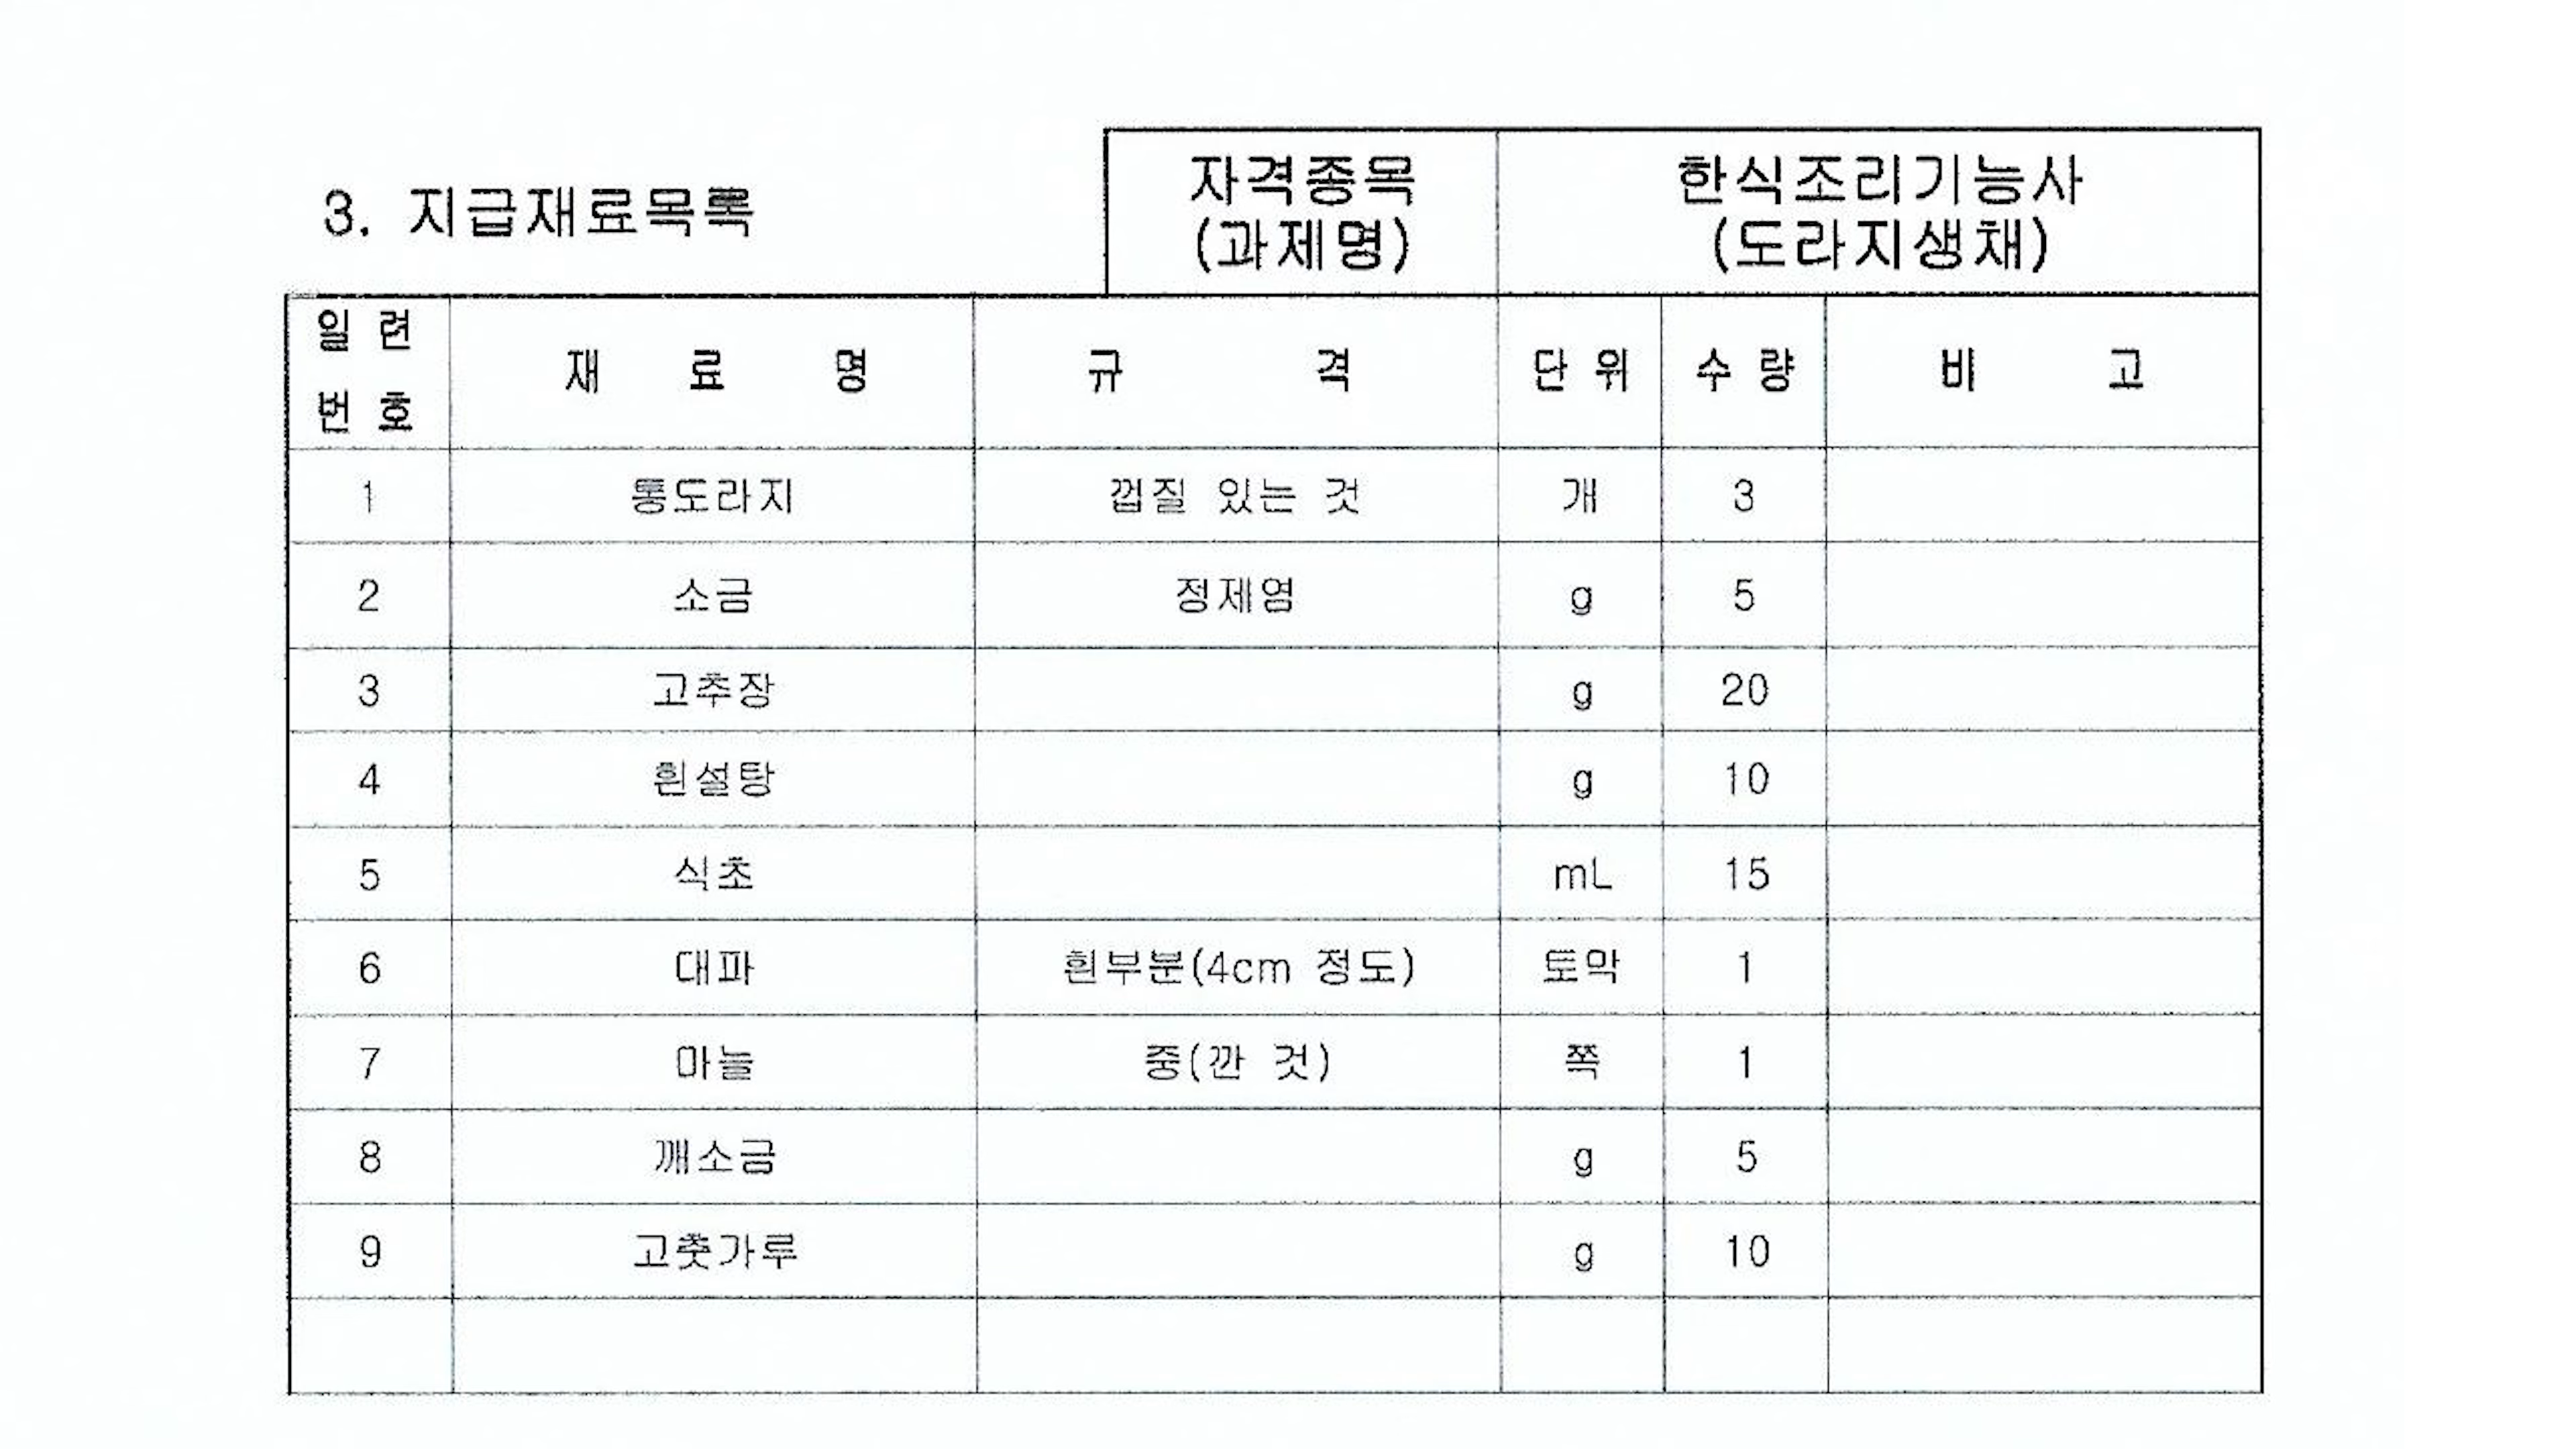 3. 지급재료목록
자격종목
(과제명)
한식조리기능사
(도라지생채)
일 련
번 호
재 료 명
규 격
단 위
수 량
비 고
1 통도라지 껍질 있는 것 개 3
2 소금 정제염 g 5
3 고추장 g 20
4 흰설탕 g 10
5 식초 mL 15
6 대파 흰부분(4cm 정도) 토막 1
7 마늘 중(깐 것) 쪽 1
8 깨소금 g 5
9 고춧가루 g 10